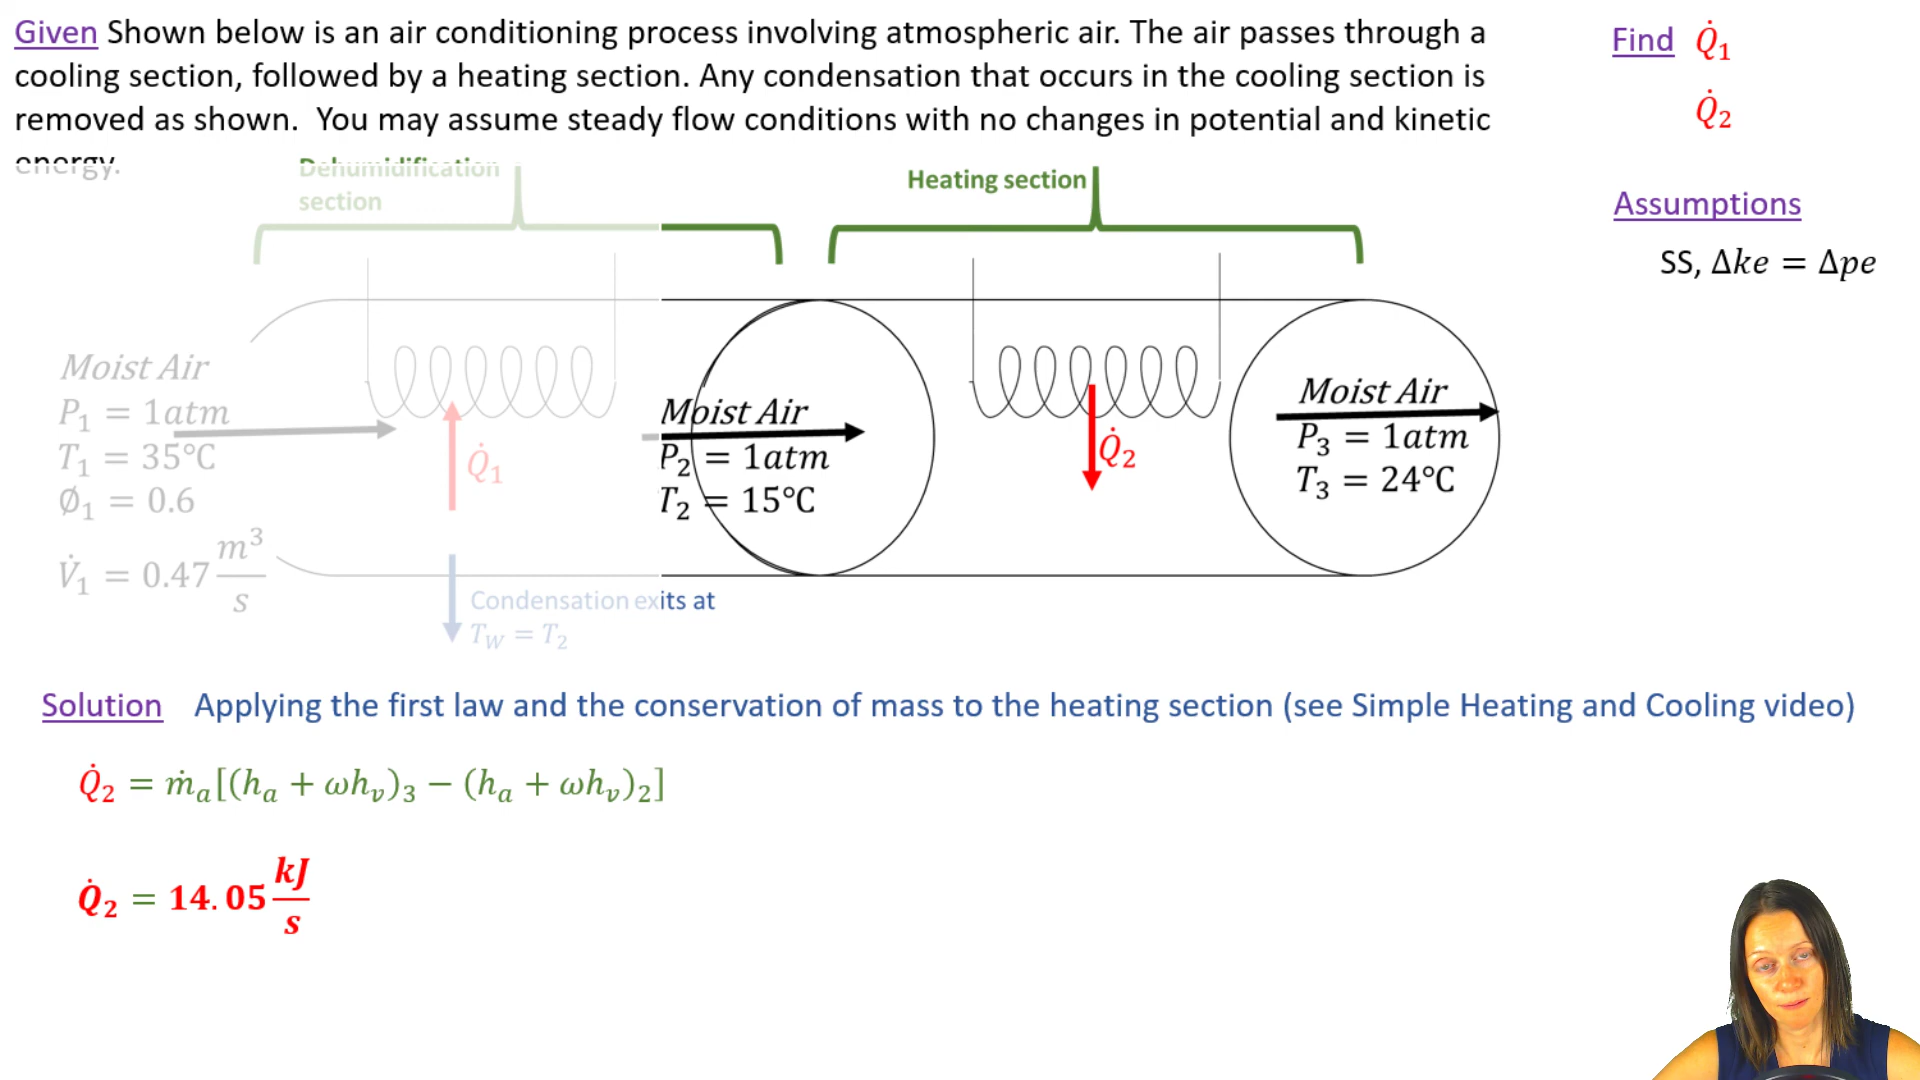 Given Shown below is an air conditioning process involving atmospheric air. The air passes through a
cooling section, followed by a heating section. Any condensation that occurs in the cooling section is
removed as shown.  You may assume steady flow conditions with no changes in potential and kinetic
energy.
Find Q̇₁
Q̇₂
Assumptions
SS, Δke = Δpe
Dehumidification
section
Heating section
Moist Air
P₁ = 1atm
T₁ = 35°C
Ø₁ = 0.6
V̇₁ = 0.47 m³/s
Q̇₁
Condensation exits at
T_W = T₂
Moist Air
P₂ = 1atm
T₂ = 15°C
Q̇₂
Moist Air
P₃ = 1atm
T₃ = 24°C
Solution Applying the first law and the conservation of mass to the heating section (see Simple Heating and Cooling video)
Q̇₂ = ṁₐ[(hₐ + ωhᵥ)₃ − (hₐ + ωhᵥ)₂]
Q̇₂ = 14.05 kJ/s